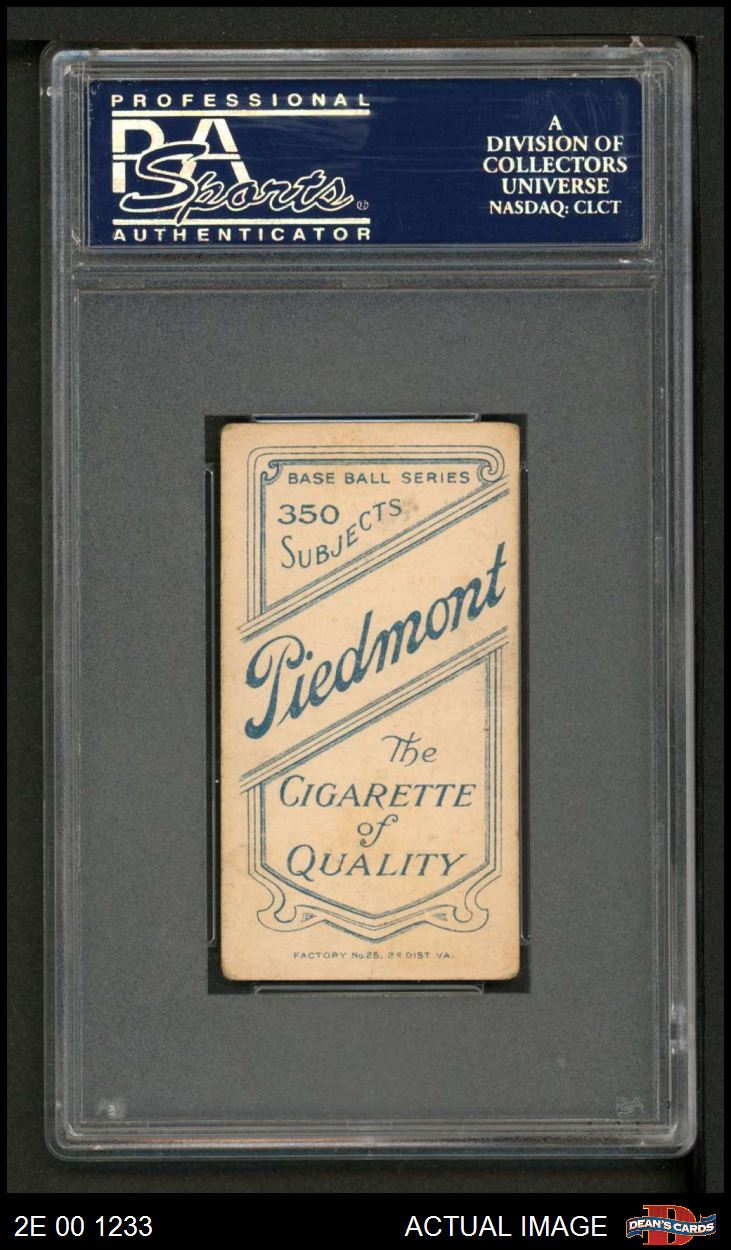 PROFESSIONAL
PSA
Sports®
AUTHENTICATOR
A
DIVISION OF
COLLECTORS
UNIVERSE
NASDAQ: CLCT
BASE BALL SERIES
350
SUBJECTS
Piedmont
The
CIGARETTE
of
QUALITY
FACTORY No 25, 2d DIST. VA.
2E 00 1233
ACTUAL IMAGE
DEAN'S CARDS